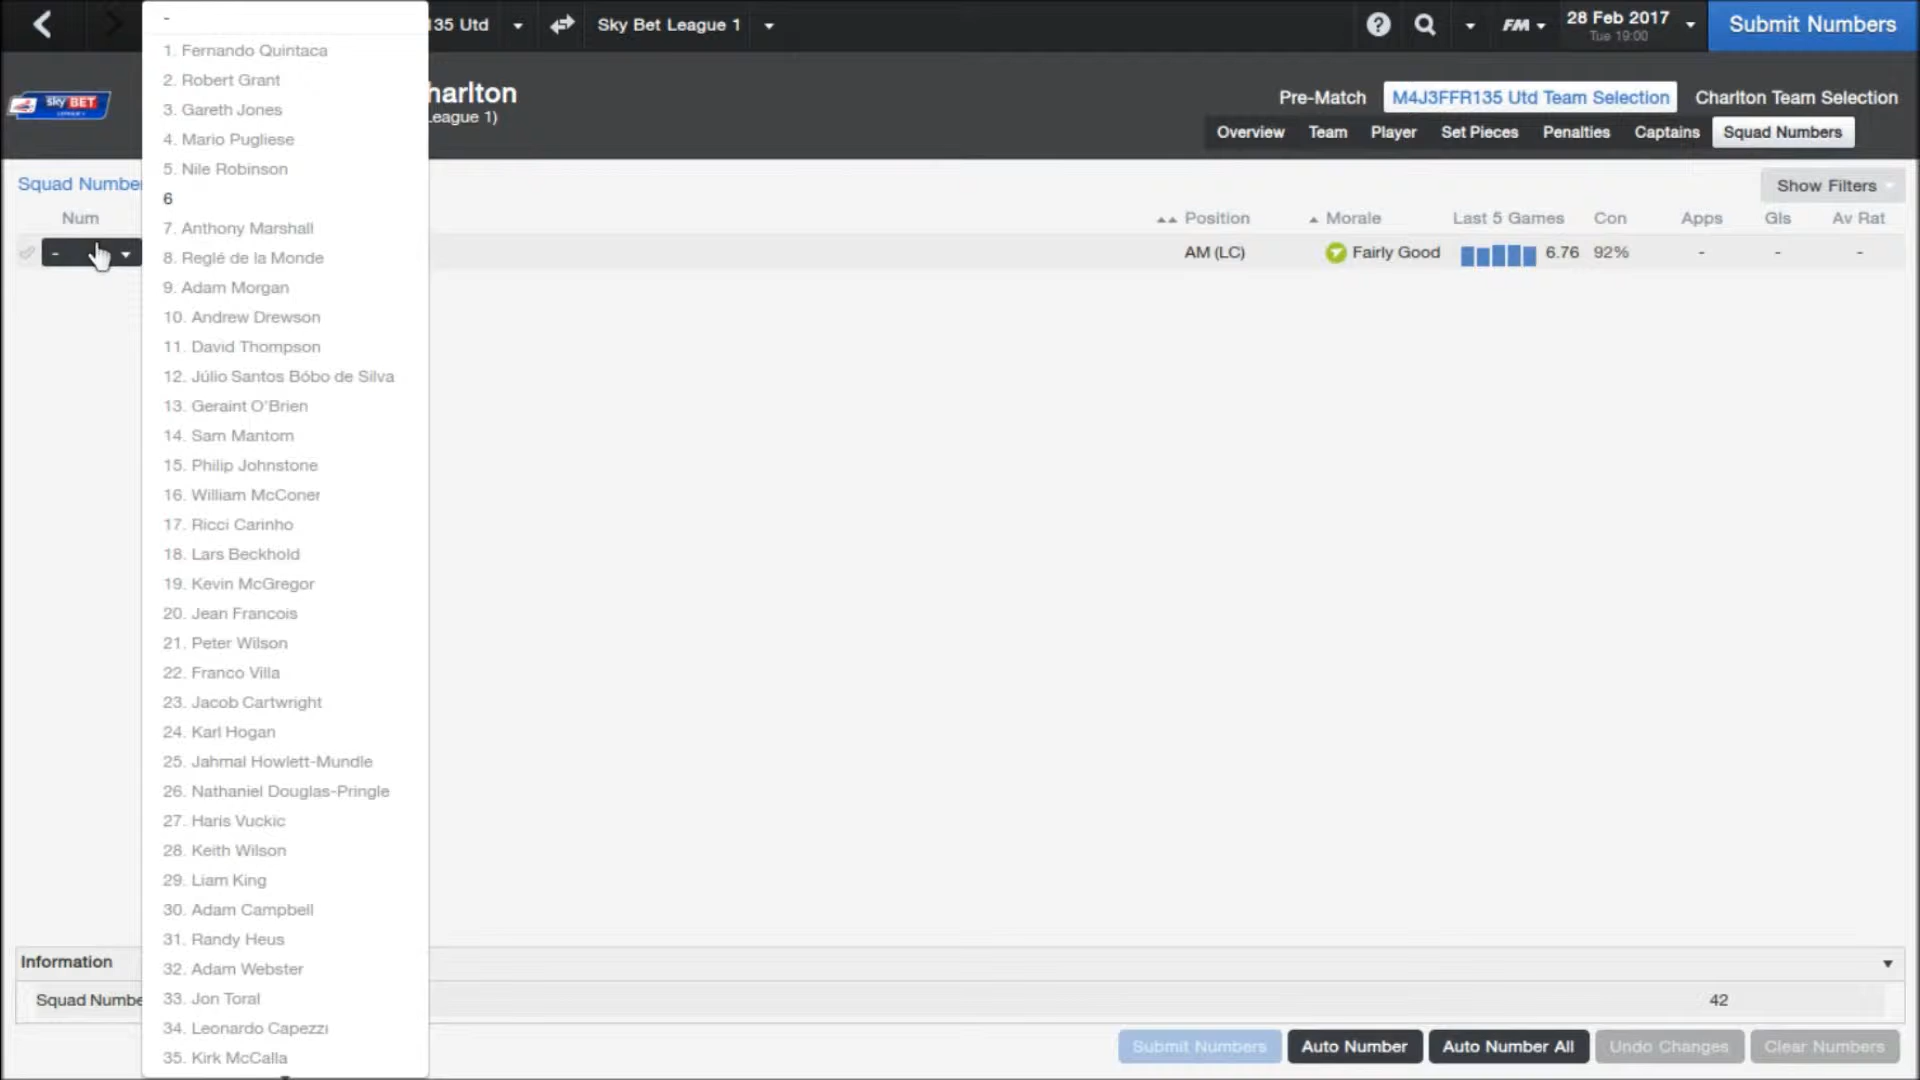 135 Utd
Sky Bet League 1
FM
28 Feb 2017
Tue 19:00
Submit Numbers
sky BET
harlton
League 1)
Pre-Match
M4J3FFR135 Utd Team Selection
Charlton Team Selection
Overview
Team
Player
Set Pieces
Penalties
Captains
Squad Numbers
Squad Number
Show Filters
Num
Position
Morale
Last 5 Games
Con
Apps
Gls
Av Rat
-
AM (LC)
Fairly Good
6.76
92%
-
-
-
-
1. Fernando Quintaca
2. Robert Grant
3. Gareth Jones
4. Mario Pugliese
5. Nile Robinson
6
7. Anthony Marshall
8. Reglé de la Monde
9. Adam Morgan
10. Andrew Drewson
11. David Thompson
12. Júlio Santos Bóbo de Silva
13. Geraint O'Brien
14. Sam Mantom
15. Philip Johnstone
16. William McConer
17. Ricci Carinho
18. Lars Beckhold
19. Kevin McGregor
20. Jean Francois
21. Peter Wilson
22. Franco Villa
23. Jacob Cartwright
24. Karl Hogan
25. Jahmal Howlett-Mundle
26. Nathaniel Douglas-Pringle
27. Haris Vuckic
28. Keith Wilson
29. Liam King
30. Adam Campbell
31. Randy Heus
32. Adam Webster
33. Jon Toral
34. Leonardo Capezzi
35. Kirk McCalla
Information
Squad Numbe
42
Submit Numbers
Auto Number
Auto Number All
Undo Changes
Clear Numbers